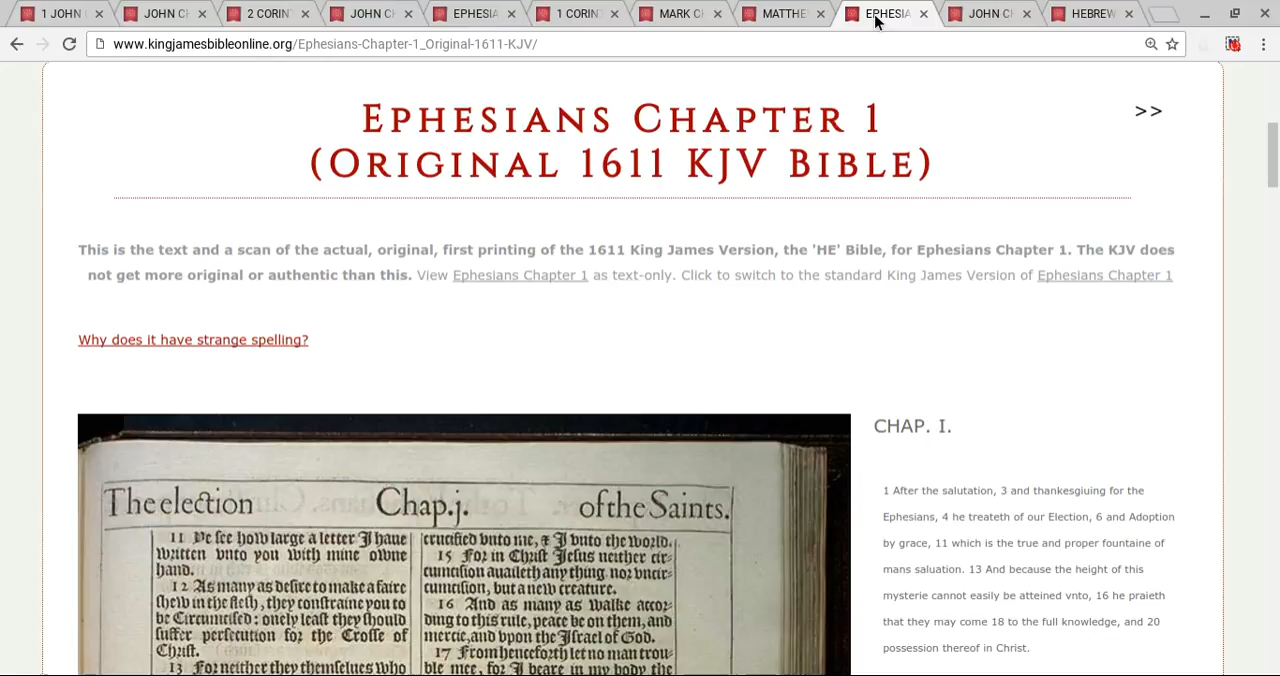 1 JOHN
JOHN CH
2 CORIN
JOHN C
EPHESIA
1 CORIN
MARK C
MATTHE
EPHESIA
JOHN C
HEBREW
www.kingjamesbibleonline.org/Ephesians-Chapter-1_Original-1611-KJV/
Ephesians Chapter 1
>>
(Original 1611 KJV Bible)
This is the text and a scan of the actual, original, first printing of the 1611 King James Version, the 'HE' Bible, for Ephesians Chapter 1. The KJV does
not get more original or authentic than this. View Ephesians Chapter 1 as text-only. Click to switch to the standard King James Version of Ephesians Chapter 1
Why does it have strange spelling?
The election Chap.j. of the Saints.
11 Ye see how large a letter I haue
written vnto you with mine owne
hand.
12 As many as desire to make a faire
shew in the flesh, they constraine you to
be Circumcised: onely least they should
suffer persecution for the Crosse of
Christ.
13 For neither they themselues who
crucified vnto me, & I vnto the world.
15 For in Christ Iesus neither cir-
cumcision auaileth any thing, nor vncir-
cumcision, but a new creature.
16 And as many as walke accor-
ding to this rule, peace be on them, and
mercie, and vpon the Israel of God.
17 From henceforth let no man trou-
ble mee, for I beare in my body the
CHAP. I.
1 After the salutation, 3 and thankesgiuing for the
Ephesians, 4 he treateth of our Election, 6 and Adoption
by grace, 11 which is the true and proper fountaine of
mans saluation. 13 And because the height of this
mysterie cannot easily be atteined vnto, 16 he praieth
that they may come 18 to the full knowledge, and 20
possession thereof in Christ.